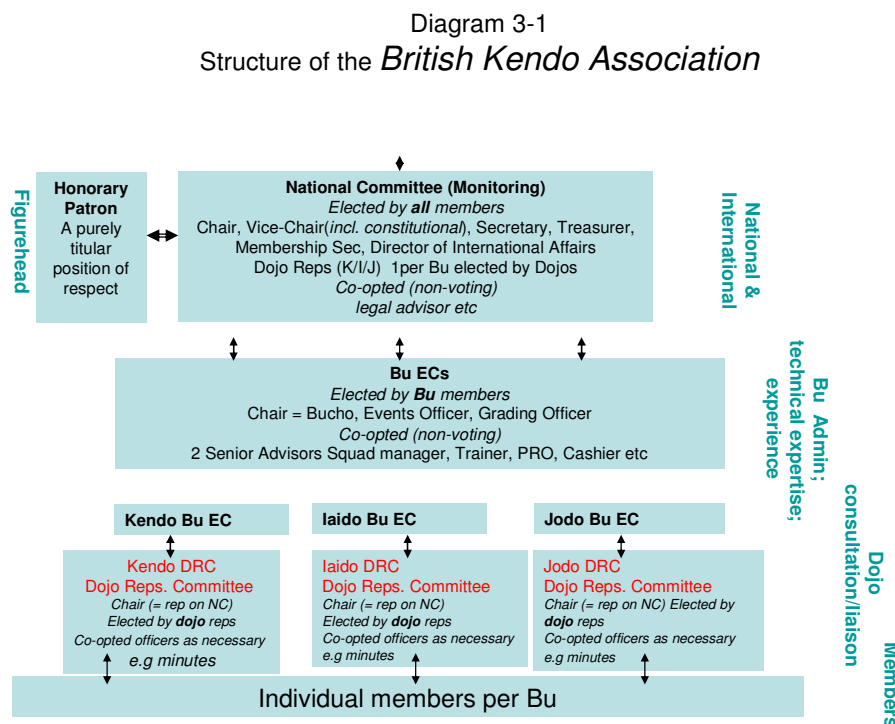 Diagram 3-1
Structure of the British Kendo Association
Figurehead
Honorary
Patron
A purely
titular
position of
respect
National Committee (Monitoring)
Elected by all members
Chair, Vice-Chair(incl. constitutional), Secretary, Treasurer,
Membership Sec, Director of International Affairs
Dojo Reps (K/I/J) 1per Bu elected by Dojos
Co-opted (non-voting)
legal advisor etc
National &
International
Bu ECs
Elected by Bu members
Chair = Bucho, Events Officer, Grading Officer
Co-opted (non-voting)
2 Senior Advisors Squad manager, Trainer, PRO, Cashier etc
Bu Admin;
technical expertise;
experience
Kendo Bu EC
Iaido Bu EC
Jodo Bu EC
Kendo DRC
Dojo Reps. Committee
Chair (= rep on NC)
Elected by dojo reps
Co-opted officers as necessary
e.g minutes
Iaido DRC
Dojo Reps. Committee
Chair (= rep on NC)
Elected by dojo reps
Co-opted officers as necessary
e.g minutes
Jodo DRC
Dojo Reps. Committee
Chair (= rep on NC) Elected by
dojo reps
Co-opted officers as necessary
e.g minutes
Dojo
consultation/liaison
Individual members per Bu
Members